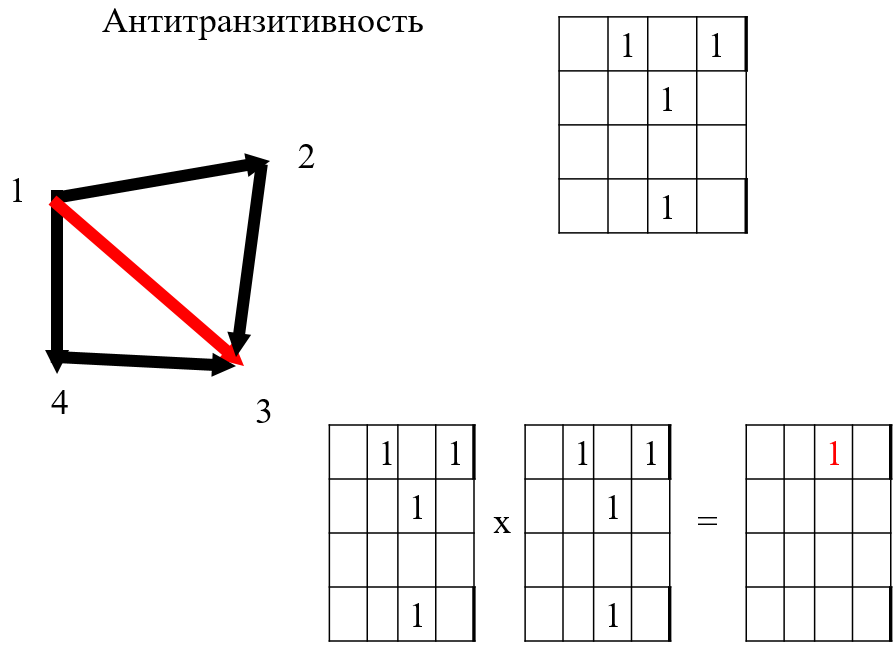 Антитранзитивность
1 1
1
1
1 2
4 3
1 1 1 1 1
1 1
x =
1 1